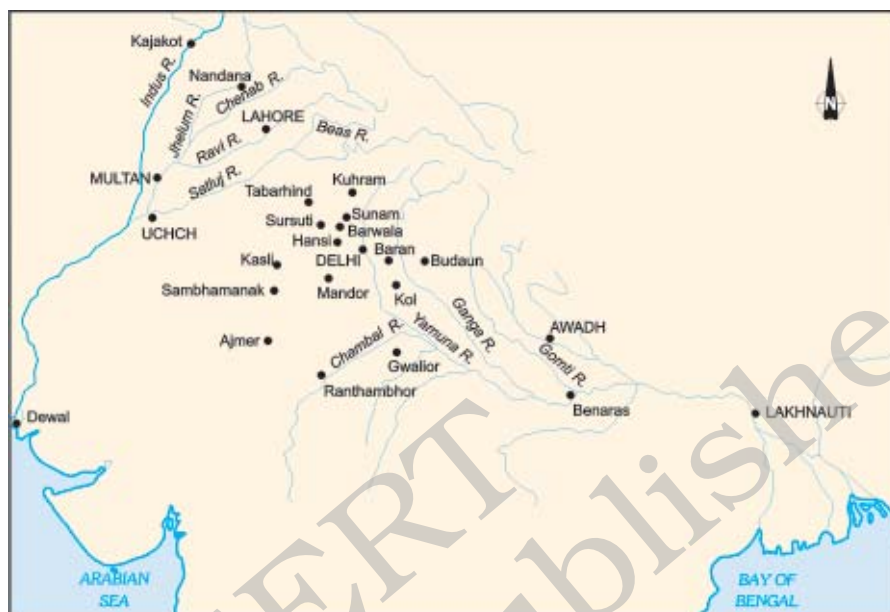 Kajakot
Indus R.
Nandana
Chenab R.
Jhelum R.
LAHORE
Ravi R.
Beas R.
MULTAN
Satluj R.
Kuhram
Tabarhind
UCHCH
Sursuti
Sunam
Barwala
Hansi
DELHI
Baran
Budaun
Kasli
Sambhamanak
Mandor
Kol
Ajmer
Chambal R.
Yamuna R.
Ganga R.
AWADH
Gomti R.
Gwalior
Ranthambhor
Benaras
LAKHNAUTI
Dewal
ARABIAN
SEA
BAY OF
BENGAL
N